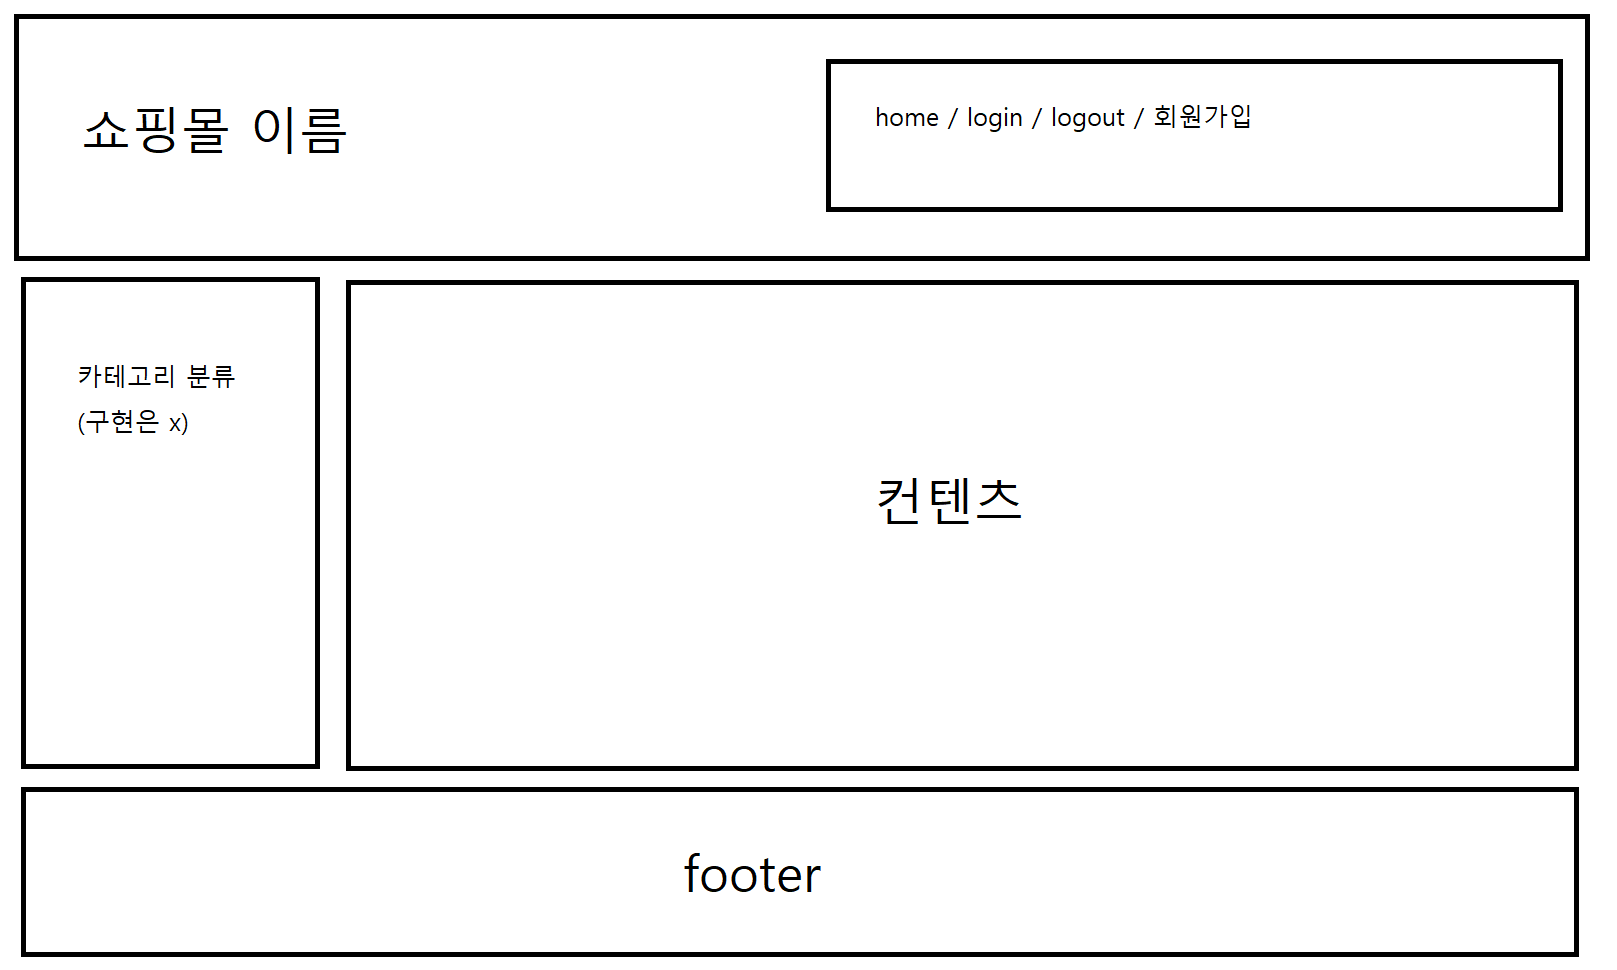 쇼핑몰 이름
home / login / logout / 회원가입
카테고리 분류
(구현은 x)
컨텐츠
footer